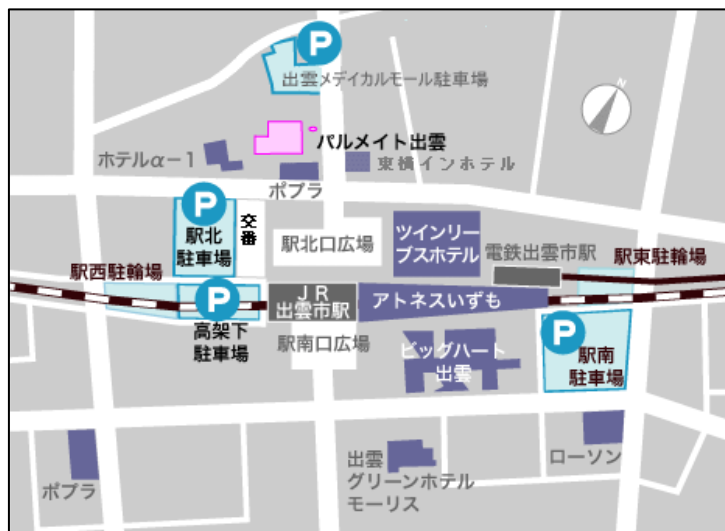 P
出雲メディカルモール駐車場
N
パルメイト出雲
ホテルα－1
東横インホテル
ポプラ
P
駅北
駐車場
交番
駅北口広場
ツインリー
ブスホテル
電鉄出雲市駅
駅東駐輪場
駅西駐輪場
P
高架下
駐車場
JR
出雲市駅
アトネスいずも
駅南口広場
ビッグハート
出雲
P
駅南
駐車場
ポプラ
出雲
グリーンホテル
モーリス
ローソン